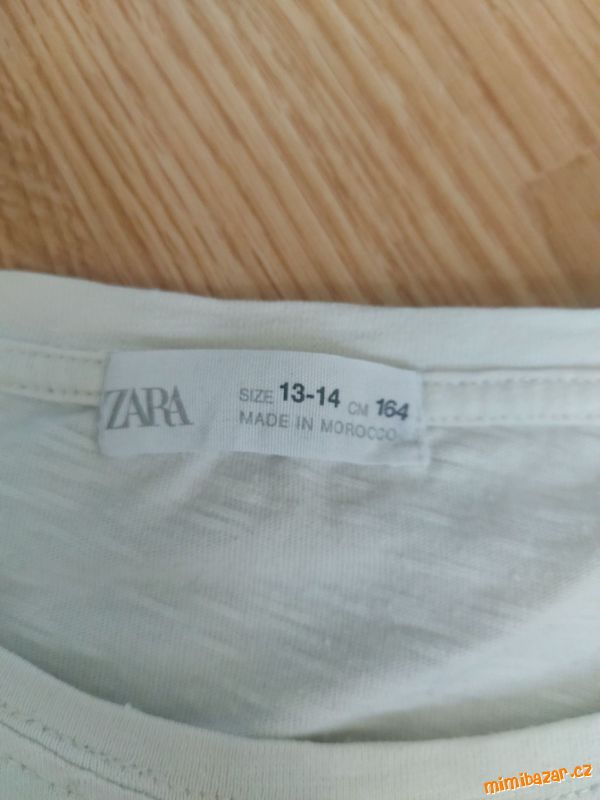 ZARA
SIZE 13-14 CM 164
MADE IN MOROCCO
mimibazar.cz